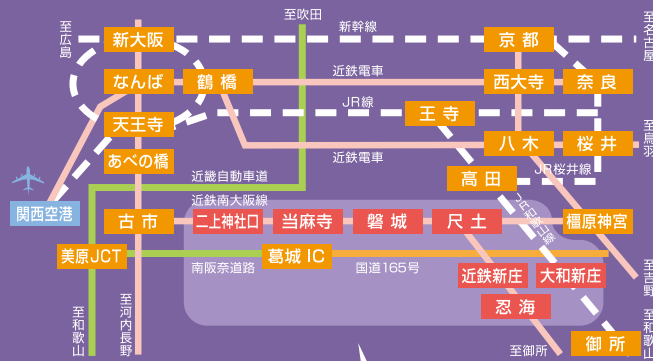 至吹田
至広島
新大阪
新幹線
京都
至名古屋
なんば
鶴橋
近鉄電車
西大寺
奈良
JR線
王寺
天王寺
八木
桜井
至鳥羽
あべの橋
近鉄電車
JR桜井線
近畿自動車道
高田
関西空港
近鉄南大阪線
JR和歌山線
古市
二上神社口
当麻寺
磐城
尺土
橿原神宮
美原JCT
葛城IC
南阪奈道路
国道165号
近鉄新庄
大和新庄
至吉野
忍海
至和歌山
至河内長野
至御所
御所
至和歌山